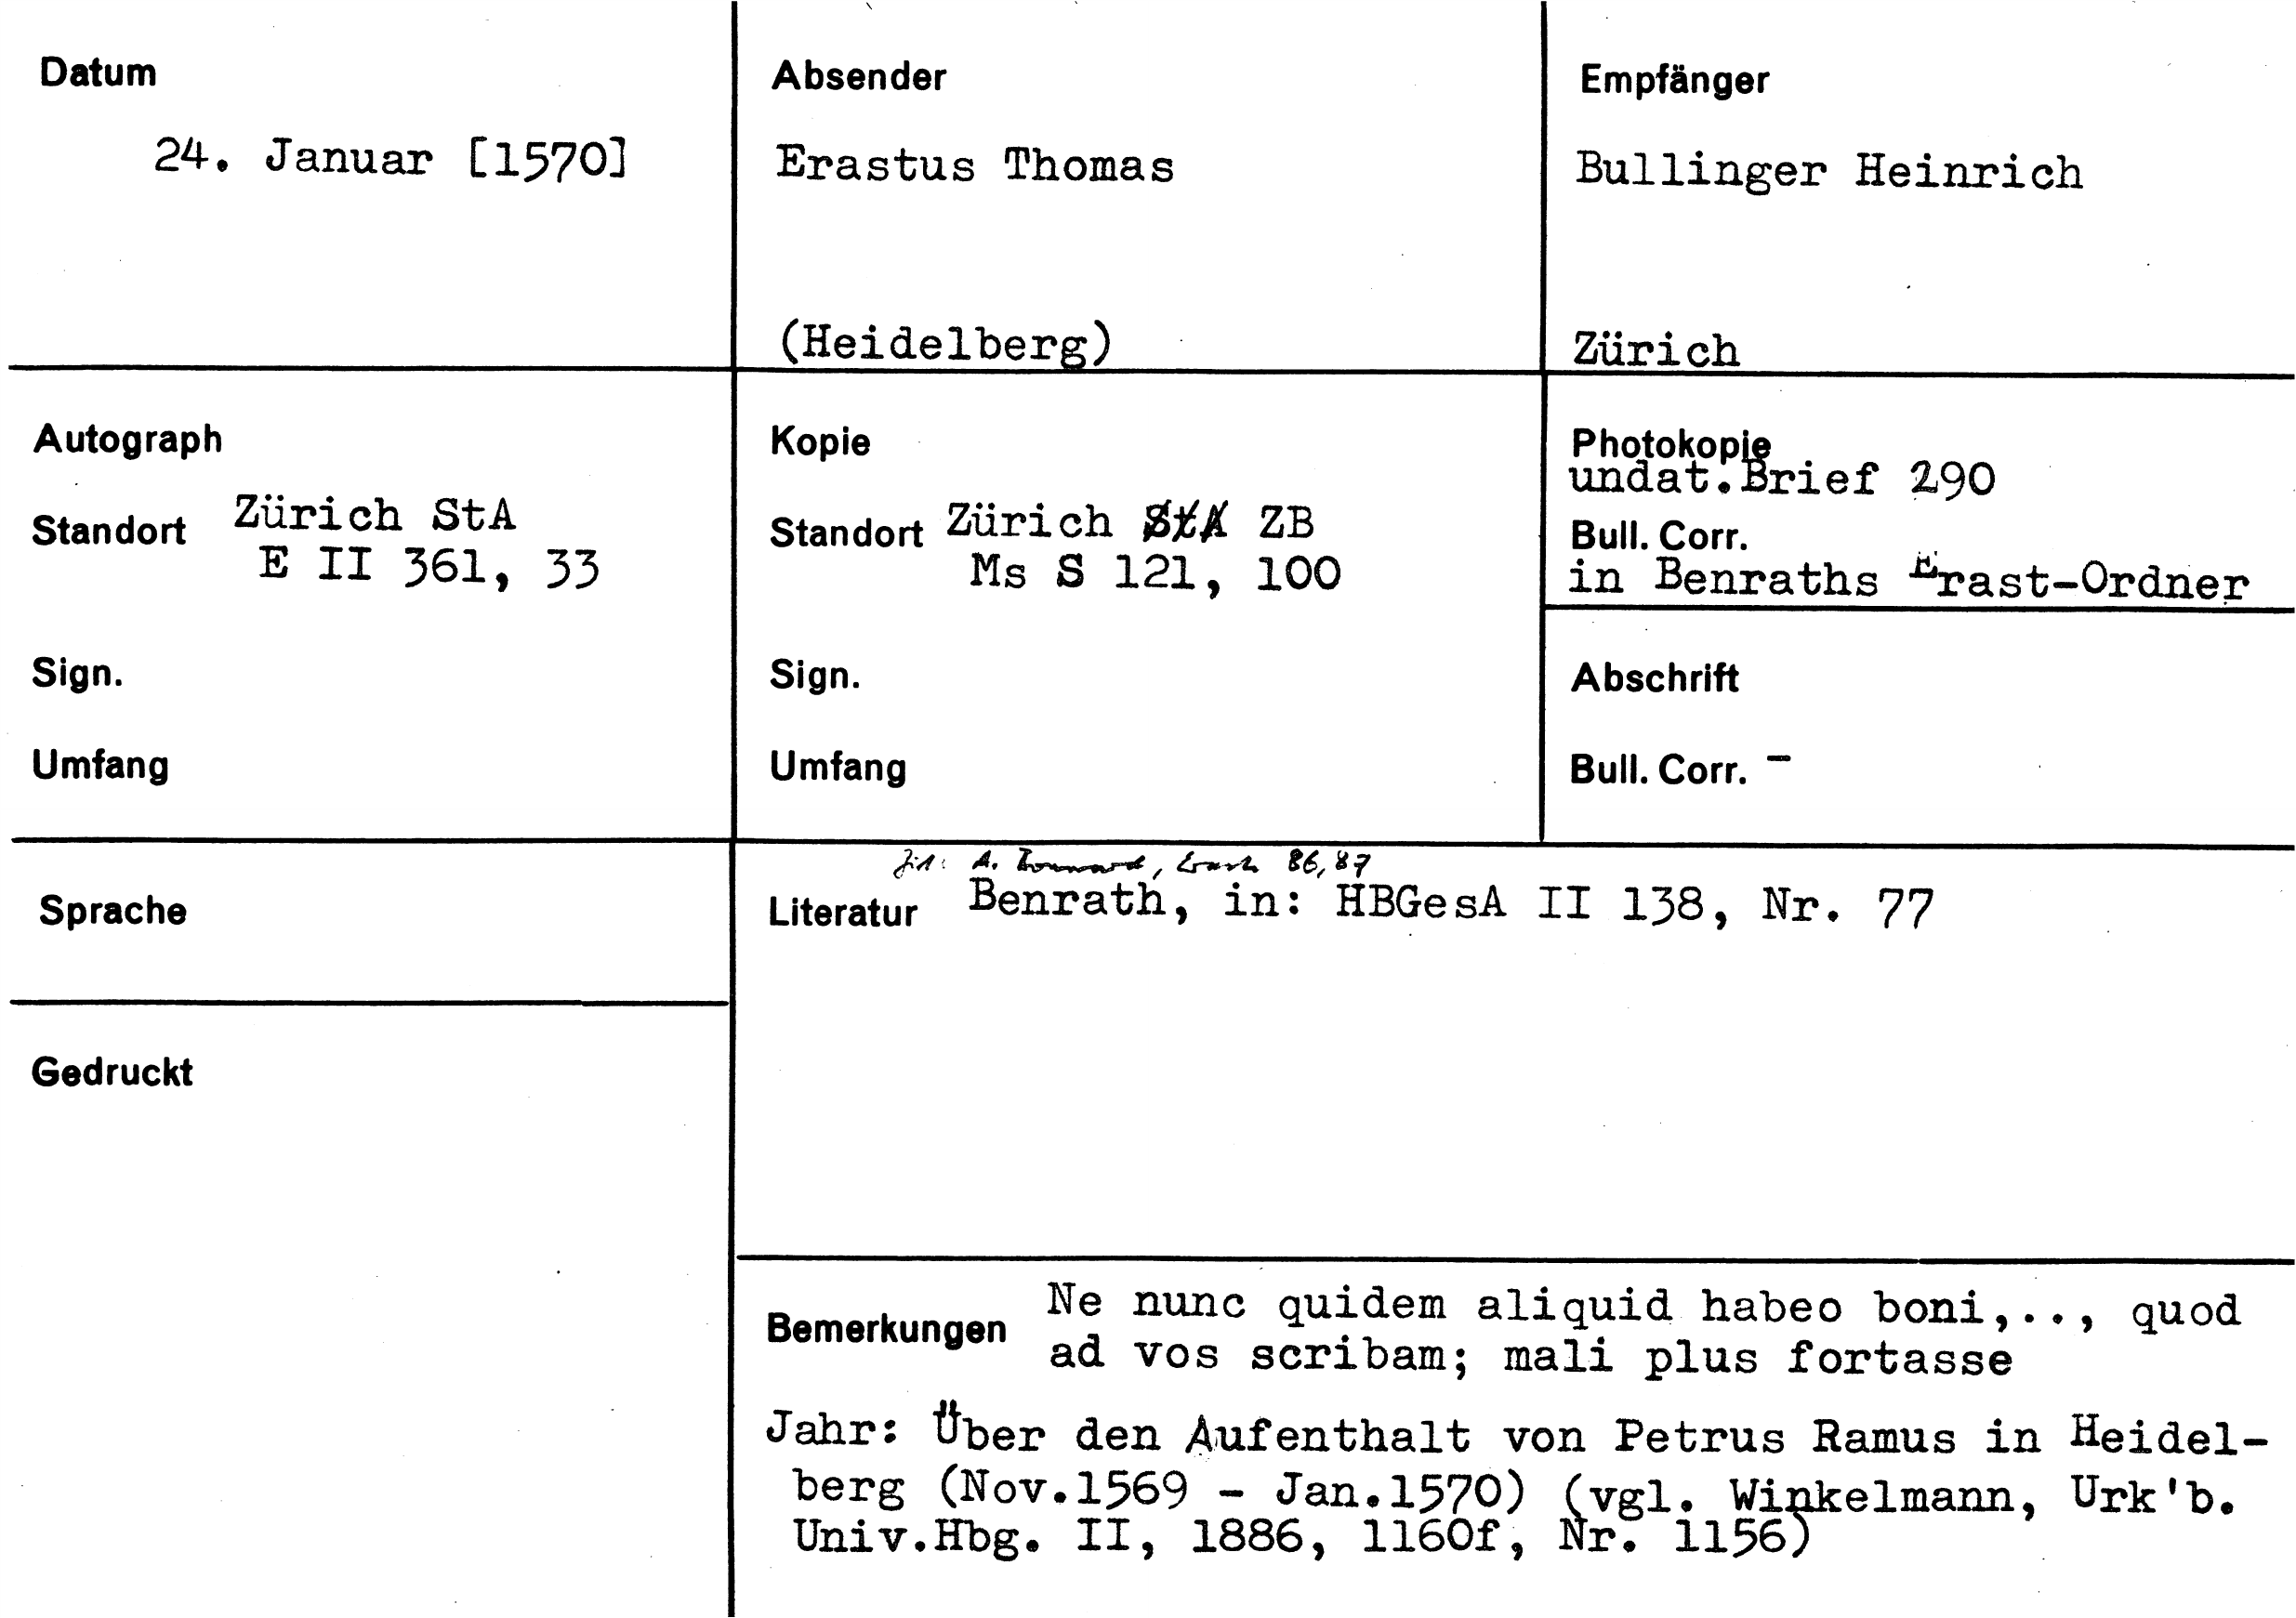 Datum
24. Januar [1570]
Absender
Erastus Thomas
(Heidelberg)
Empfänger
Bullinger Heinrich
Zürich
Autograph
Standort Zürich StA
E II 361, 33
Sign.
Umfang
Kopie
Standort Zürich StA ZB
Ms S 121, 100
Sign.
Umfang
Photokopie
undat.Brief 290
Bull. Corr.
in Benraths Erast-Ordner
Abschrift
Bull. Corr. -
Sprache
Gedruckt
A. 86, 87
Literatur Benrath, in: HBGesA II 138, Nr. 77
Bemerkungen Ne nunc quidem aliquid habeo boni,.., quod
ad vos scribam; mali plus fortasse
Jahr: Über den Aufenthalt von Petrus Ramus in Heidel-
berg (Nov.1569 - Jan.1570) (vgl. Winkelmann, Urk'b.
Univ.Hbg. II, 1886, 1160f, Nr. 1156)